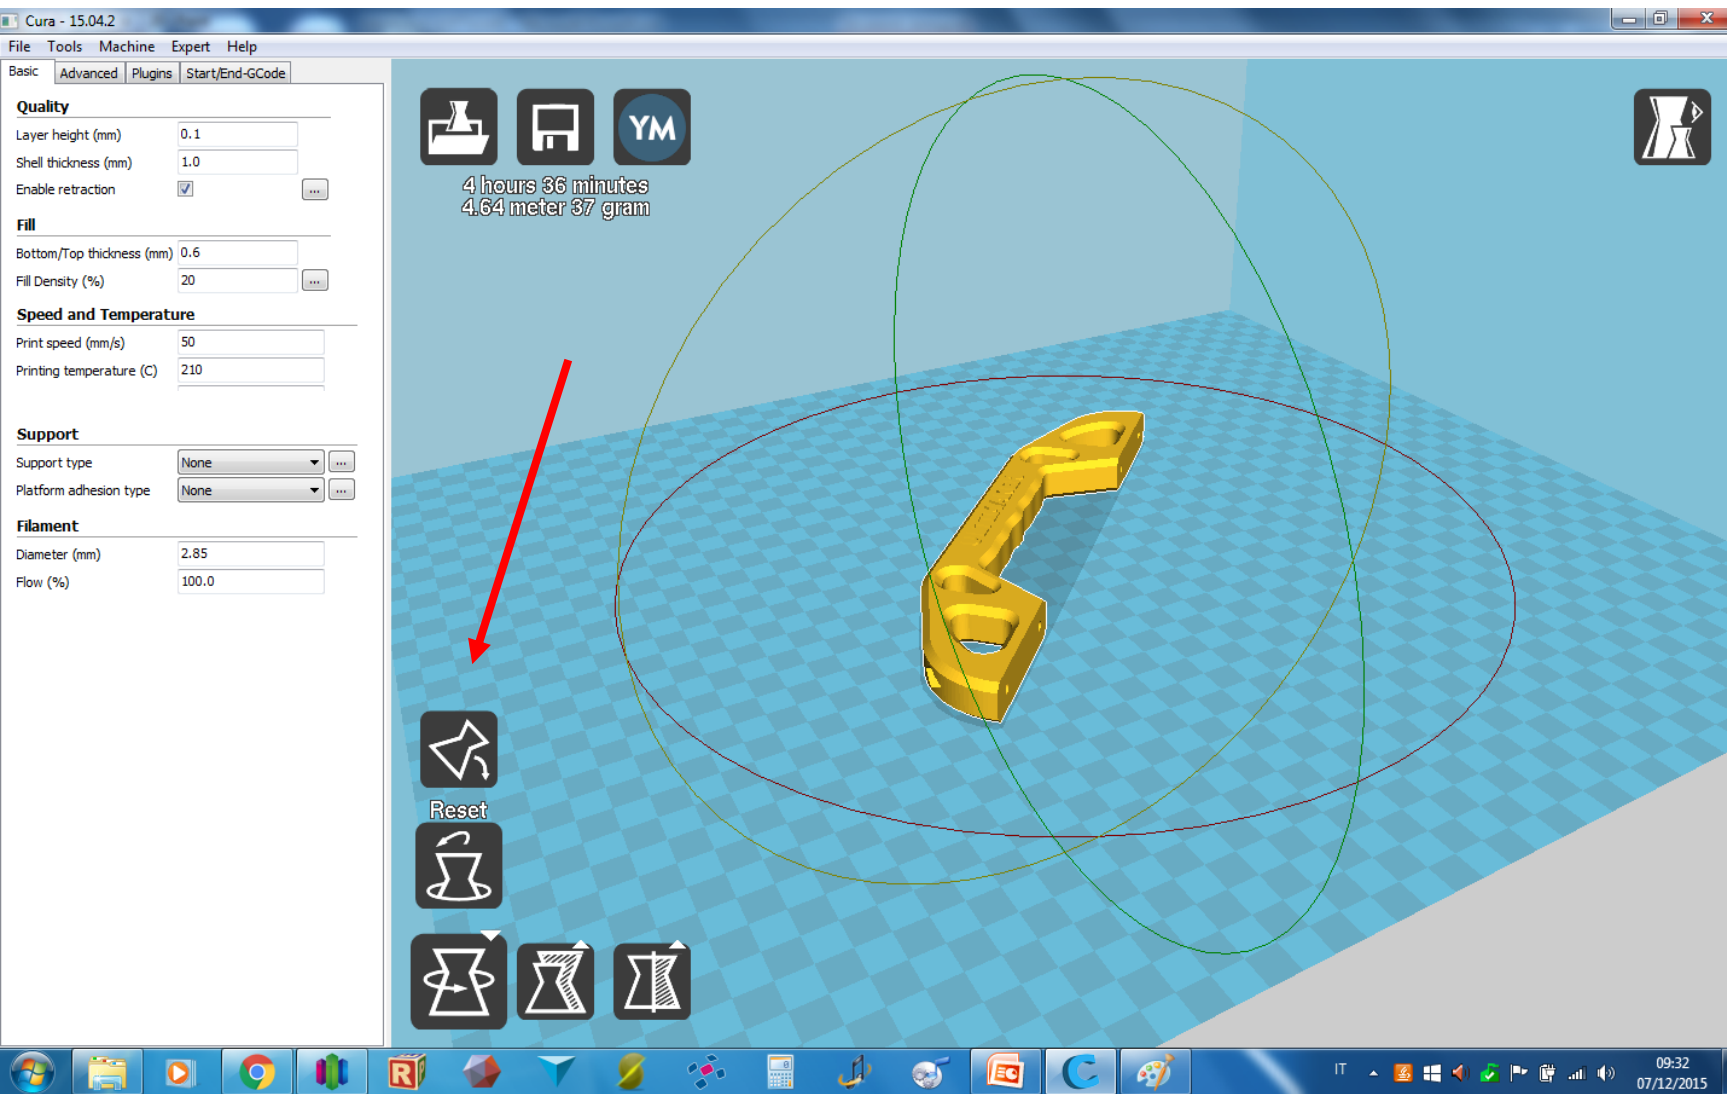 Cura - 15.04.2
File Tools Machine Expert Help
Basic Advanced Plugins Start/End-GCode
Quality
Layer height (mm) 0.1
Shell thickness (mm) 1.0
Enable retraction ...
Fill
Bottom/Top thickness (mm) 0.6
Fill Density (%) 20 ...
Speed and Temperature
Print speed (mm/s) 50
Printing temperature (C) 210
Support
Support type None ...
Platform adhesion type None ...
Filament
Diameter (mm) 2.85
Flow (%) 100.0
YM
4 hours 36 minutes
4.64 meter 37 gram
Reset
IT
09:32
07/12/2015